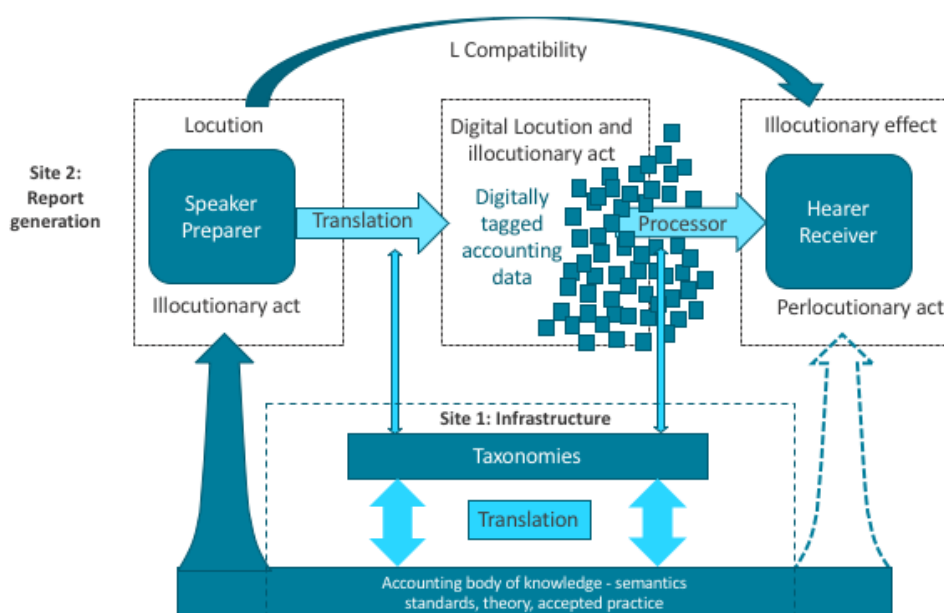 L Compatibility
Locution
Digital Locution and
illocutionary act
Illocutionary effect
Site 2:
Report
generation
Speaker
Preparer
Translation
Digitally
tagged
accounting
data
Processor
Hearer
Receiver
Illocutionary act
Perlocutionary act
Site 1: Infrastructure
Taxonomies
Translation
Accounting body of knowledge - semantics
standards, theory, accepted practice